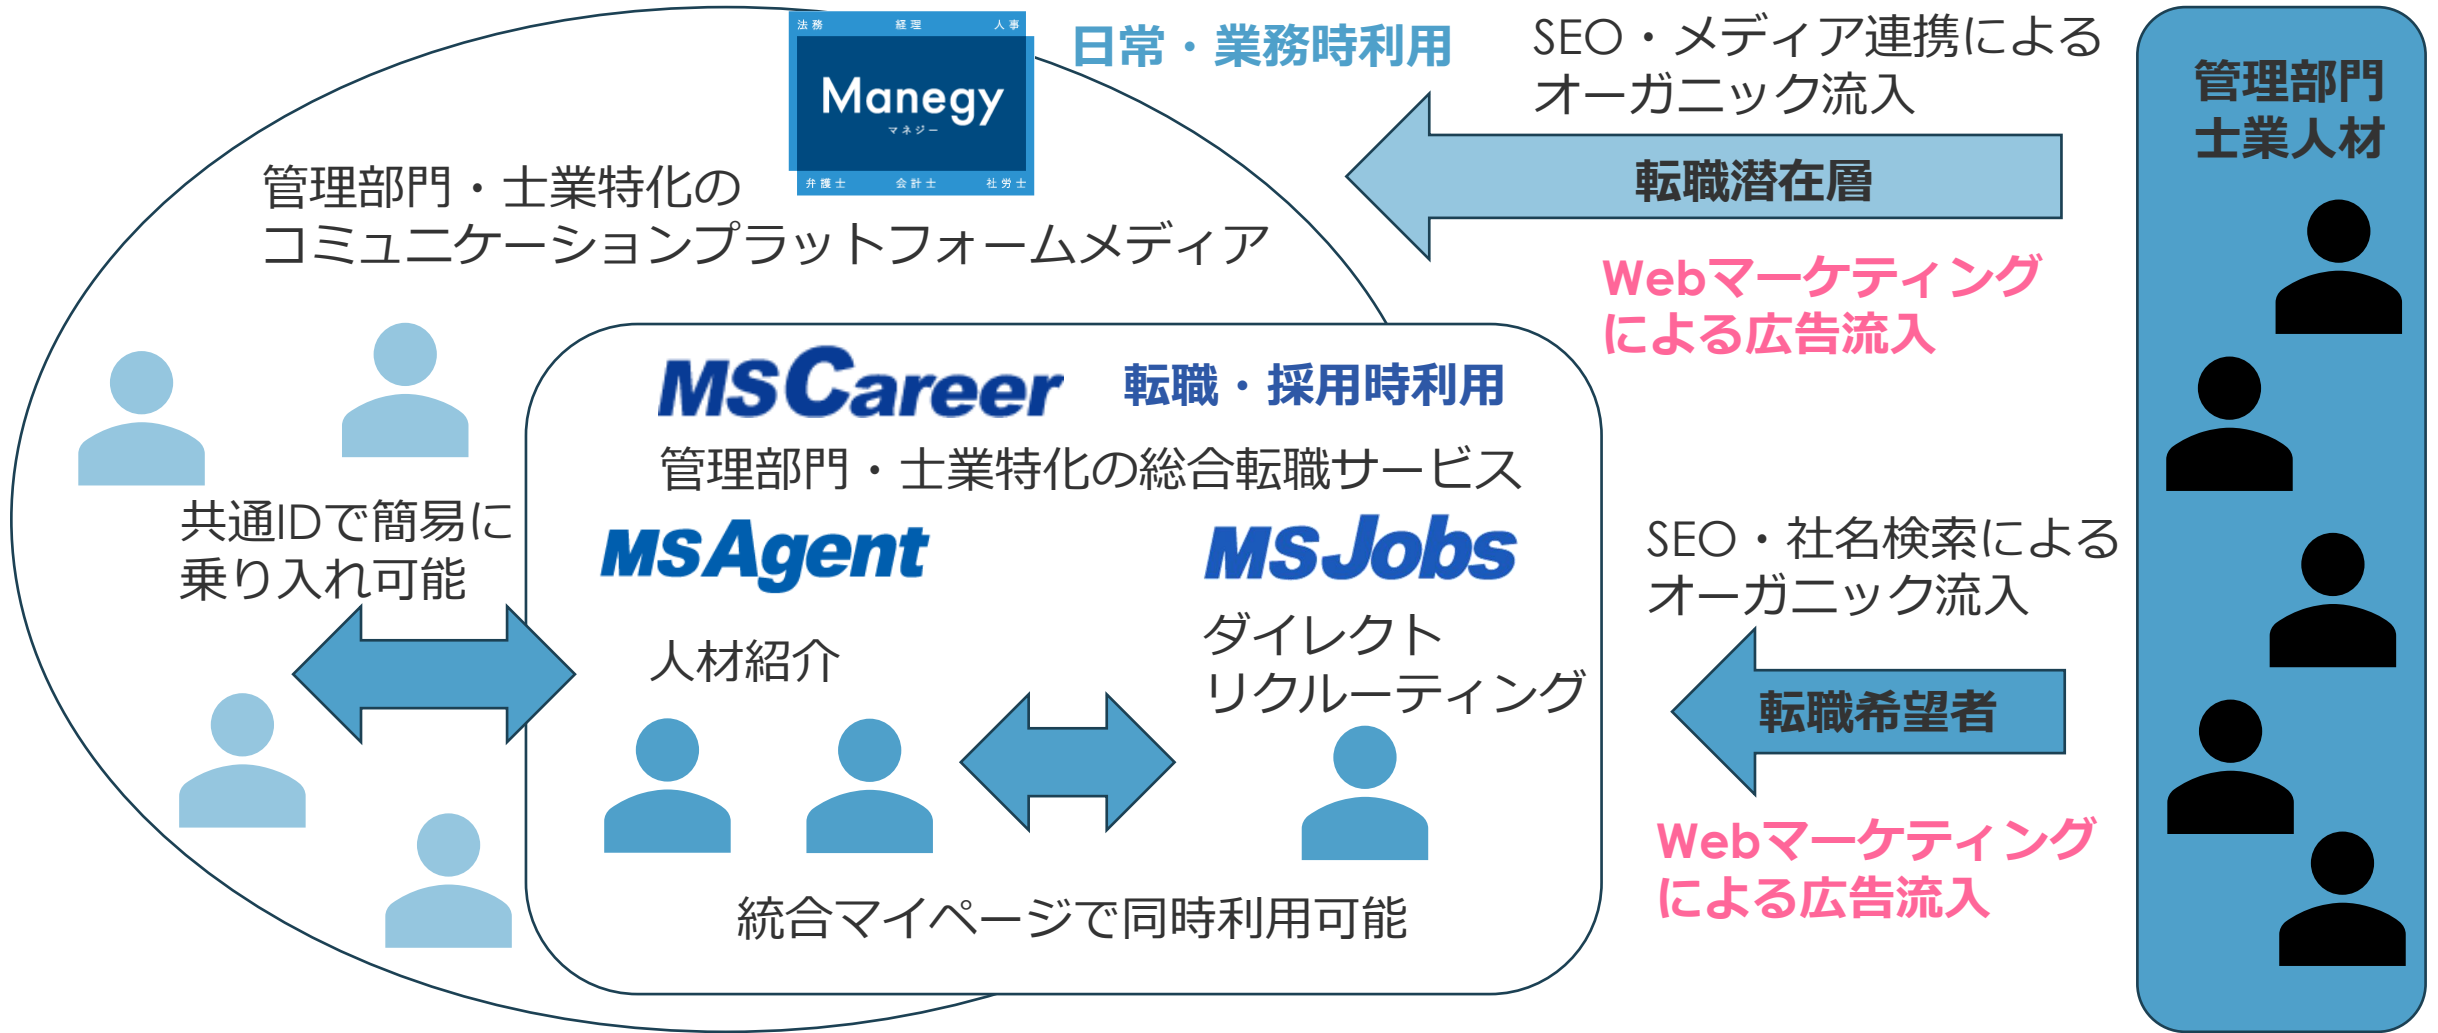 法務 経理 人事
Manegy
マネジー
弁護士 会計士 社労士
日常・業務時利用
管理部門・士業特化の
コミュニケーションプラットフォームメディア
SEO・メディア連携による
オーガニック流入
転職潜在層
Webマーケティング
による広告流入
管理部門
士業人材
MSCareer
転職・採用時利用
管理部門・士業特化の総合転職サービス
共通IDで簡易に
乗り入れ可能
MSAgent
人材紹介
MSJobs
ダイレクト
リクルーティング
統合マイページで同時利用可能
SEO・社名検索による
オーガニック流入
転職希望者
Webマーケティング
による広告流入